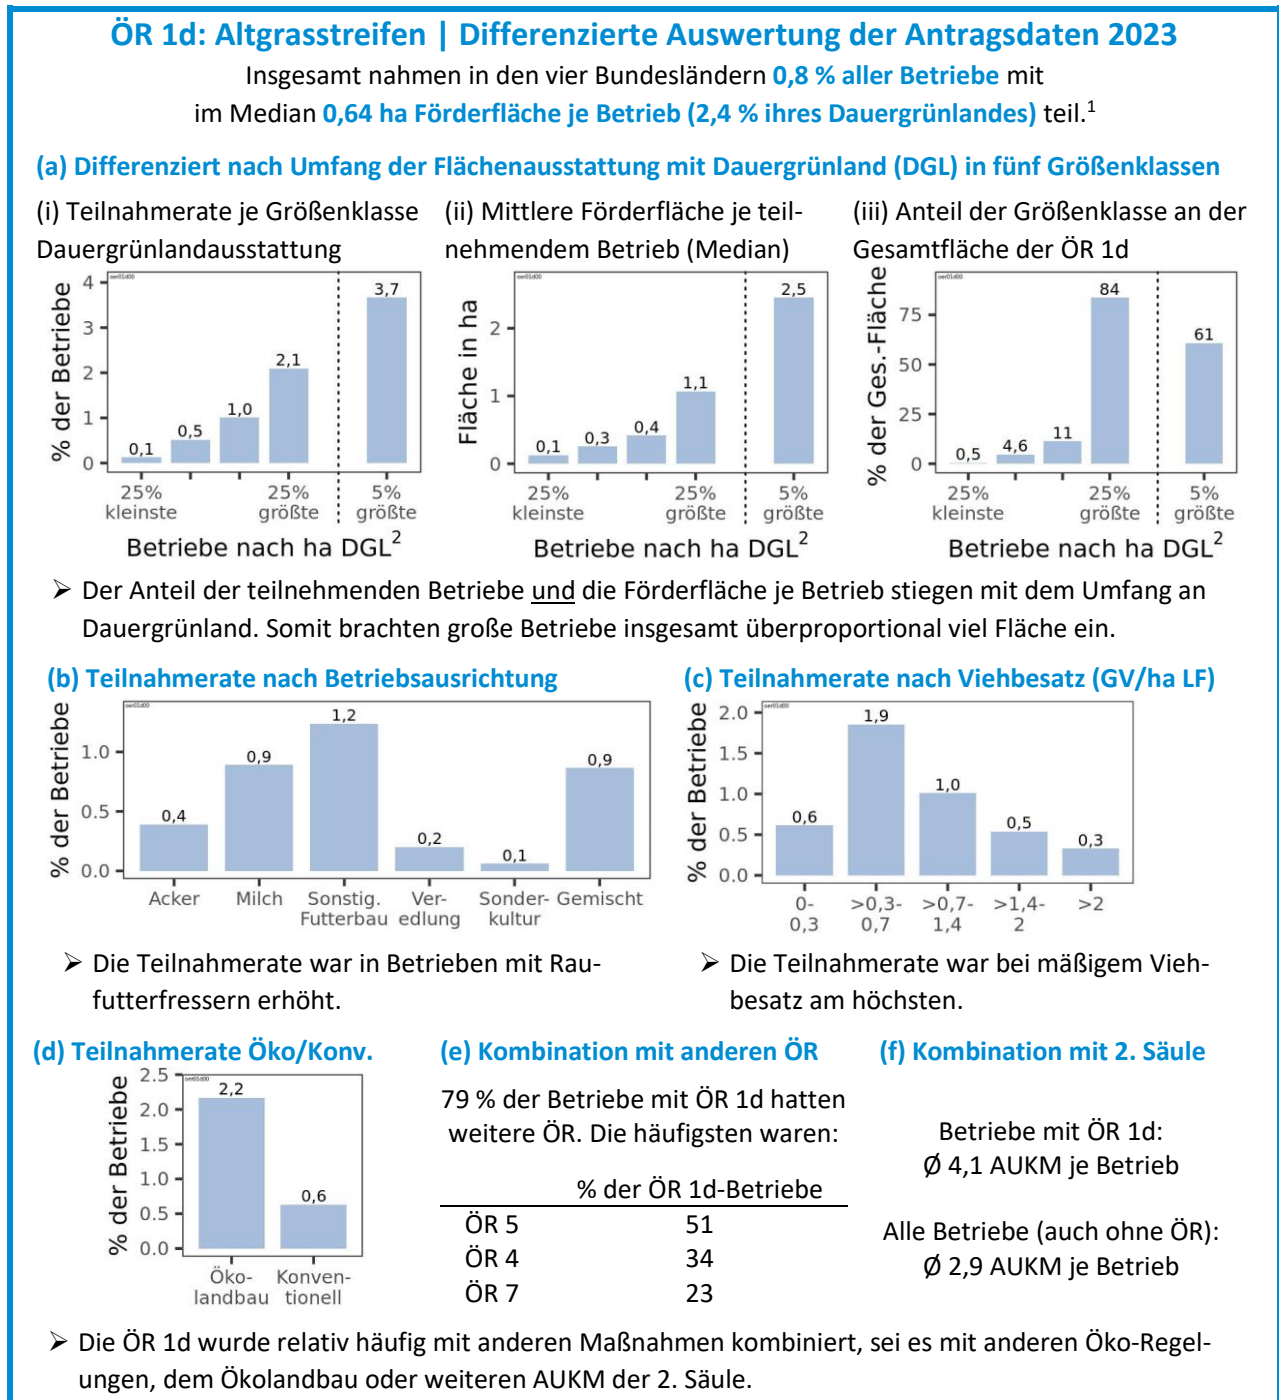 ÖR 1d: Altgrasstreifen | Differenzierte Auswertung der Antragsdaten 2023
Insgesamt nahmen in den vier Bundesländern 0,8 % aller Betriebe mit
im Median 0,64 ha Förderfläche je Betrieb (2,4 % ihres Dauergrünlandes) teil.¹
(a) Differenziert nach Umfang der Flächenausstattung mit Dauergrünland (DGL) in fünf Größenklassen
(i) Teilnahmerate je Größenklasse
Dauergrünlandausstattung
oer01d00
% der Betriebe
4
3
2
1
0
0,1
0,5
1,0
2,1
3,7
25%
kleinste
25%
größte
5%
größte
Betriebe nach ha DGL²
(ii) Mittlere Förderfläche je teil-
nehmendem Betrieb (Median)
oer01d00
Fläche in ha
2
1
0
0,1
0,3
0,4
1,1
2,5
25%
kleinste
25%
größte
5%
größte
Betriebe nach ha DGL²
(iii) Anteil der Größenklasse an der
Gesamtfläche der ÖR 1d
oer01d00
% der Ges.-Fläche
75
50
25
0
0,5
4,6
11
84
61
25%
kleinste
25%
größte
5%
größte
Betriebe nach ha DGL²
➢ Der Anteil der teilnehmenden Betriebe und die Förderfläche je Betrieb stiegen mit dem Umfang an
Dauergrünland. Somit brachten große Betriebe insgesamt überproportional viel Fläche ein.
(b) Teilnahmerate nach Betriebsausrichtung
oer01d00
% der Betriebe
1.0
0.5
0.0
0,4
0,9
1,2
0,2
0,1
0,9
Acker
Milch
Sonstig.
Futterbau
Ver-
edlung
Sonder-
kultur
Gemischt
➢ Die Teilnahmerate war in Betrieben mit Rau-
futterfressern erhöht.
(c) Teilnahmerate nach Viehbesatz (GV/ha LF)
oer01d00
% der Betriebe
2.0
1.5
1.0
0.5
0.0
0,6
1,9
1,0
0,5
0,3
0-
0,3
>0,3-
0,7
>0,7-
1,4
>1,4-
2
>2
➢ Die Teilnahmerate war bei mäßigem Vieh-
besatz am höchsten.
(d) Teilnahmerate Öko/Konv.
oer01d00
% der Betriebe
2.5
2.0
1.5
1.0
0.5
0.0
2,2
0,6
Öko-
landbau
Konven-
tionell
(e) Kombination mit anderen ÖR
79 % der Betriebe mit ÖR 1d hatten
weitere ÖR. Die häufigsten waren:
% der ÖR 1d-Betriebe
ÖR 5 51
ÖR 4 34
ÖR 7 23
(f) Kombination mit 2. Säule
Betriebe mit ÖR 1d:
Ø 4,1 AUKM je Betrieb
Alle Betriebe (auch ohne ÖR):
Ø 2,9 AUKM je Betrieb
➢ Die ÖR 1d wurde relativ häufig mit anderen Maßnahmen kombiniert, sei es mit anderen Öko-Regel-
ungen, dem Ökolandbau oder weiteren AUKM der 2. Säule.